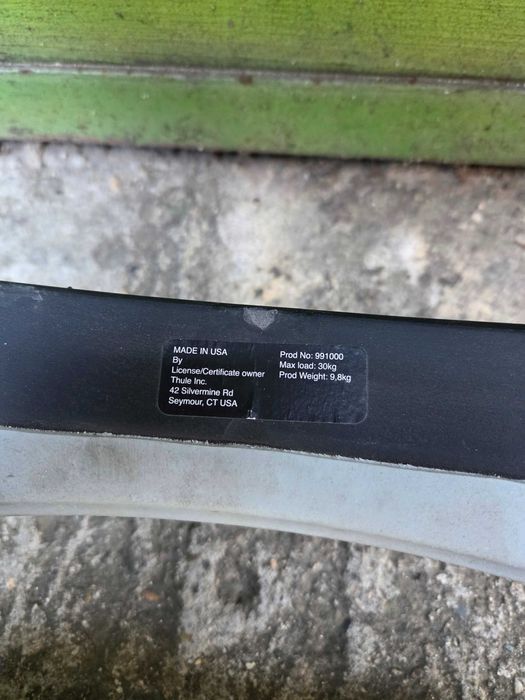 MADE IN USA
By
License/Certificate owner
Thule Inc.
42 Silvermine Rd
Seymour, CT USA
Prod No: 991000
Max load: 30kg
Prod Weight: 9,8kg